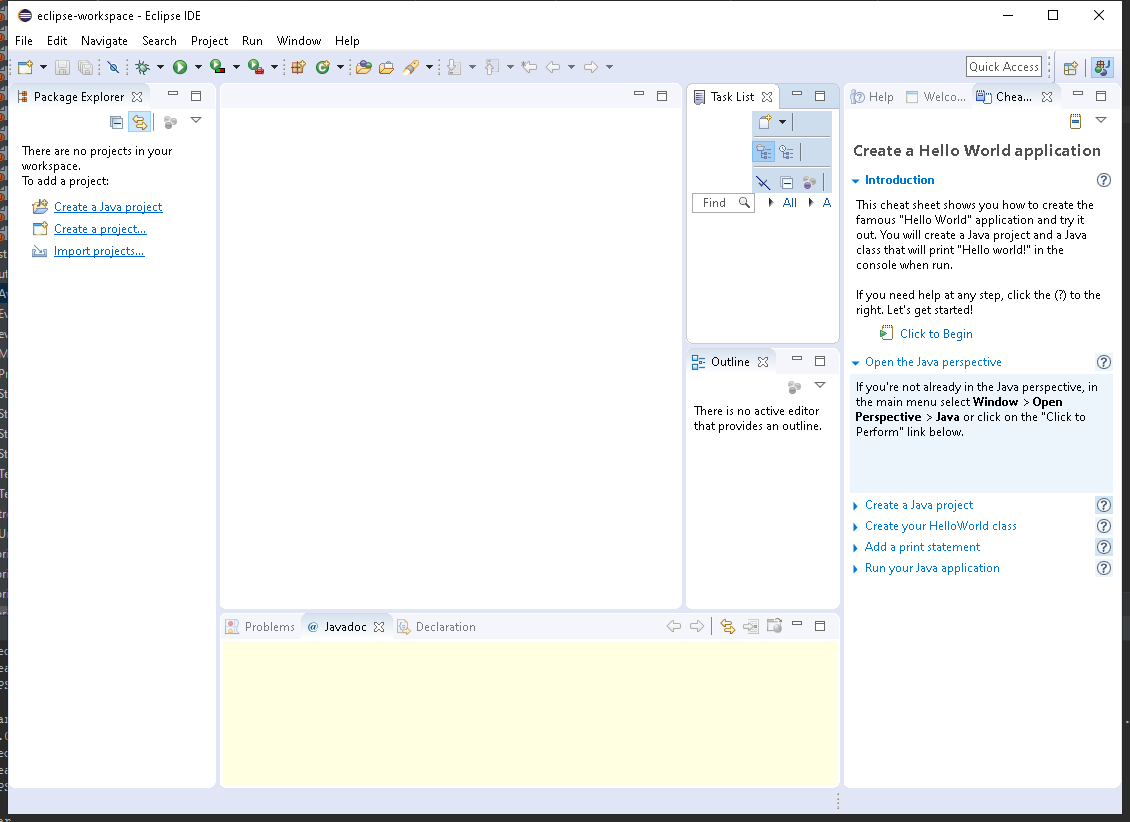 eclipse-workspace - Eclipse IDE
File Edit Navigate Search Project Run Window Help
Quick Access
Package Explorer
There are no projects in your
workspace.
To add a project:
Create a Java project
Create a project...
Import projects...
Task List
Find
All
A
Outline
There is no active editor
that provides an outline.
Help Welco... Chea...
Create a Hello World application
Introduction
This cheat sheet shows you how to create the
famous "Hello World" application and try it
out. You will create a Java project and a Java
class that will print "Hello world!" in the
console when run.
If you need help at any step, click the (?) to the
right. Let's get started!
Click to Begin
Open the Java perspective
If you're not already in the Java perspective, in
the main menu select Window > Open
Perspective > Java or click on the "Click to
Perform" link below.
Create a Java project
Create your HelloWorld class
Add a print statement
Run your Java application
Problems @ Javadoc Declaration